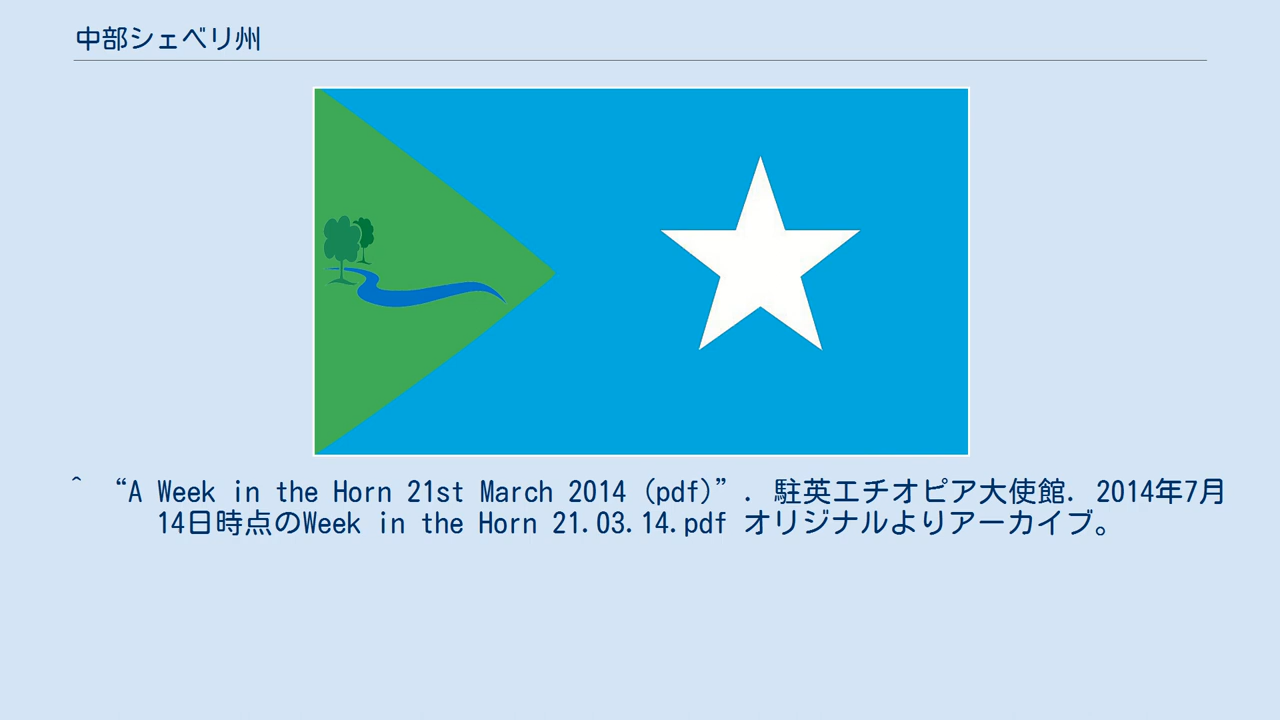 中部シェベリ州
^ “A Week in the Horn 21st March 2014 (pdf)”. 駐英エチオピア大使館. 2014年7月
14日時点のWeek in the Horn 21.03.14.pdf オリジナルよりアーカイブ。